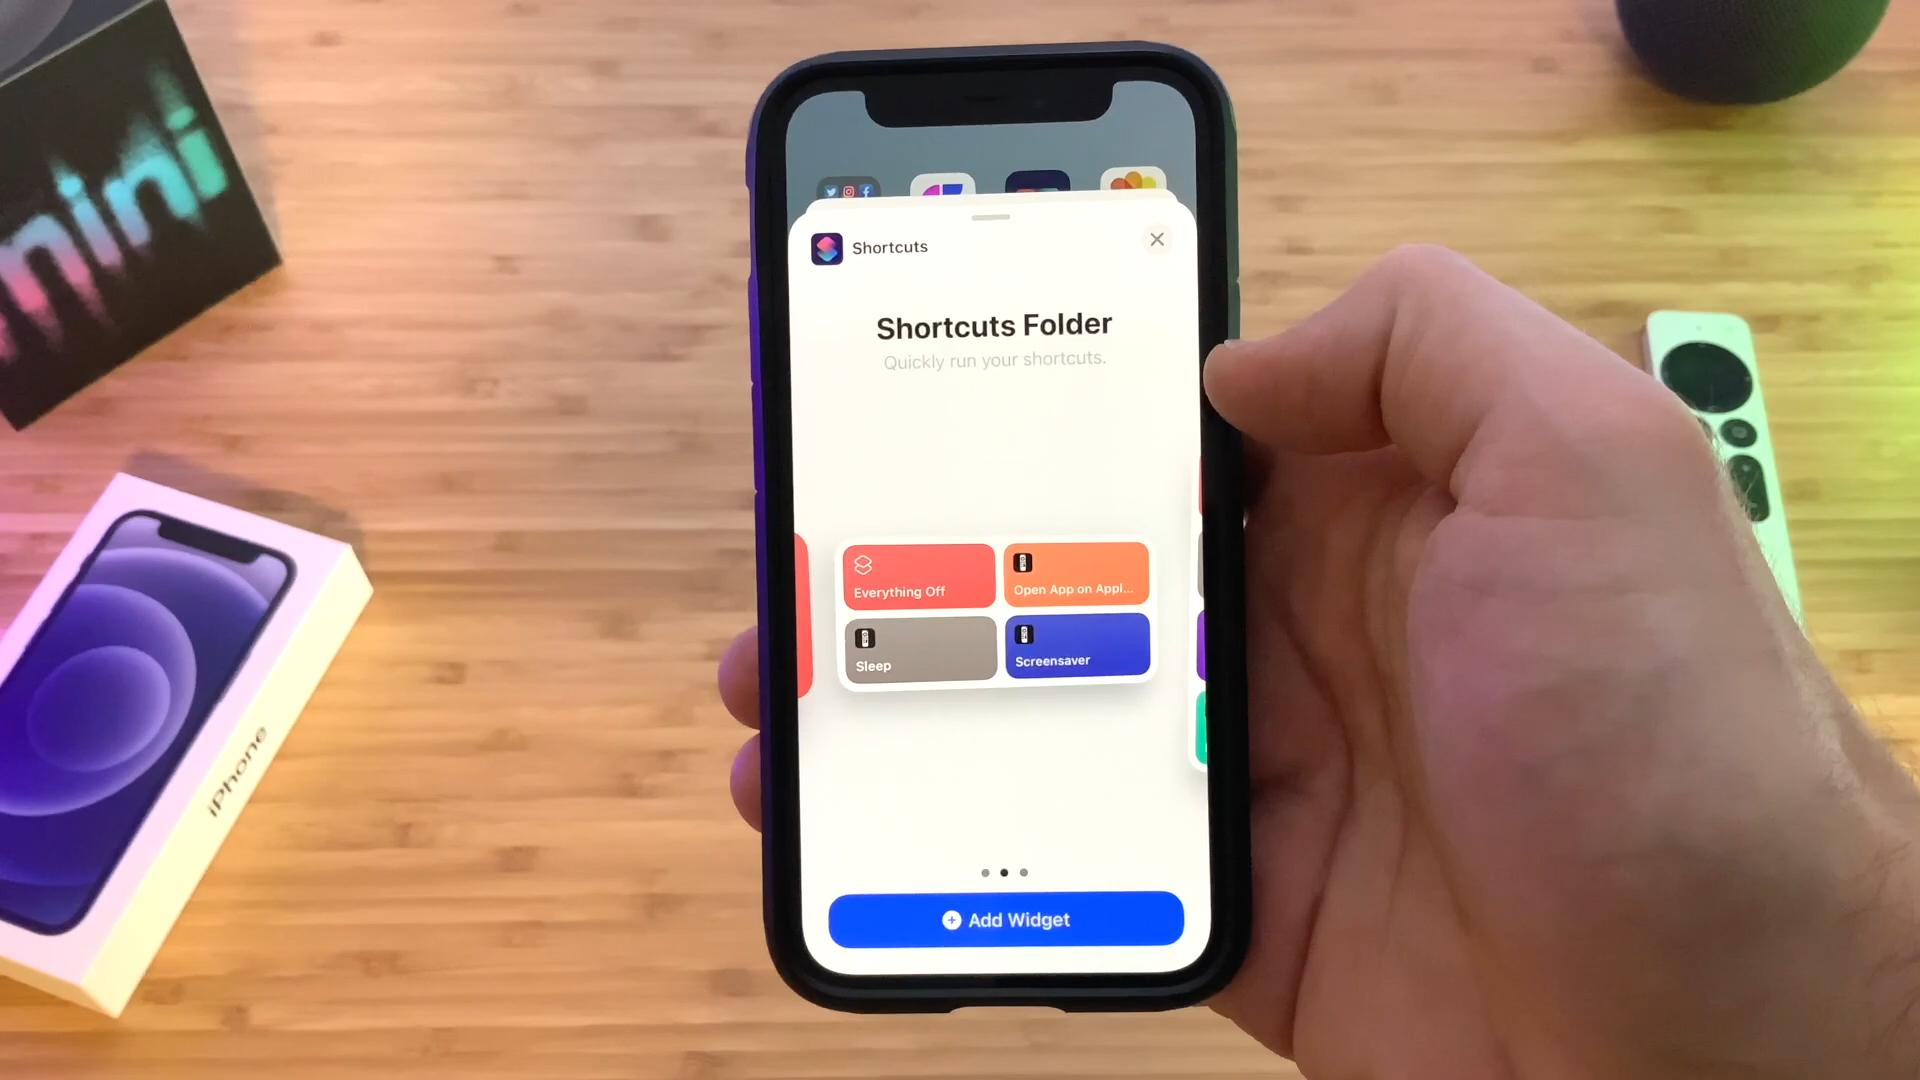 mini
Shortcuts
Shortcuts Folder
Quickly run your shortcuts.
Everything Off
Open App on Appl...
Sleep
Screensaver
Add Widget
iPhone